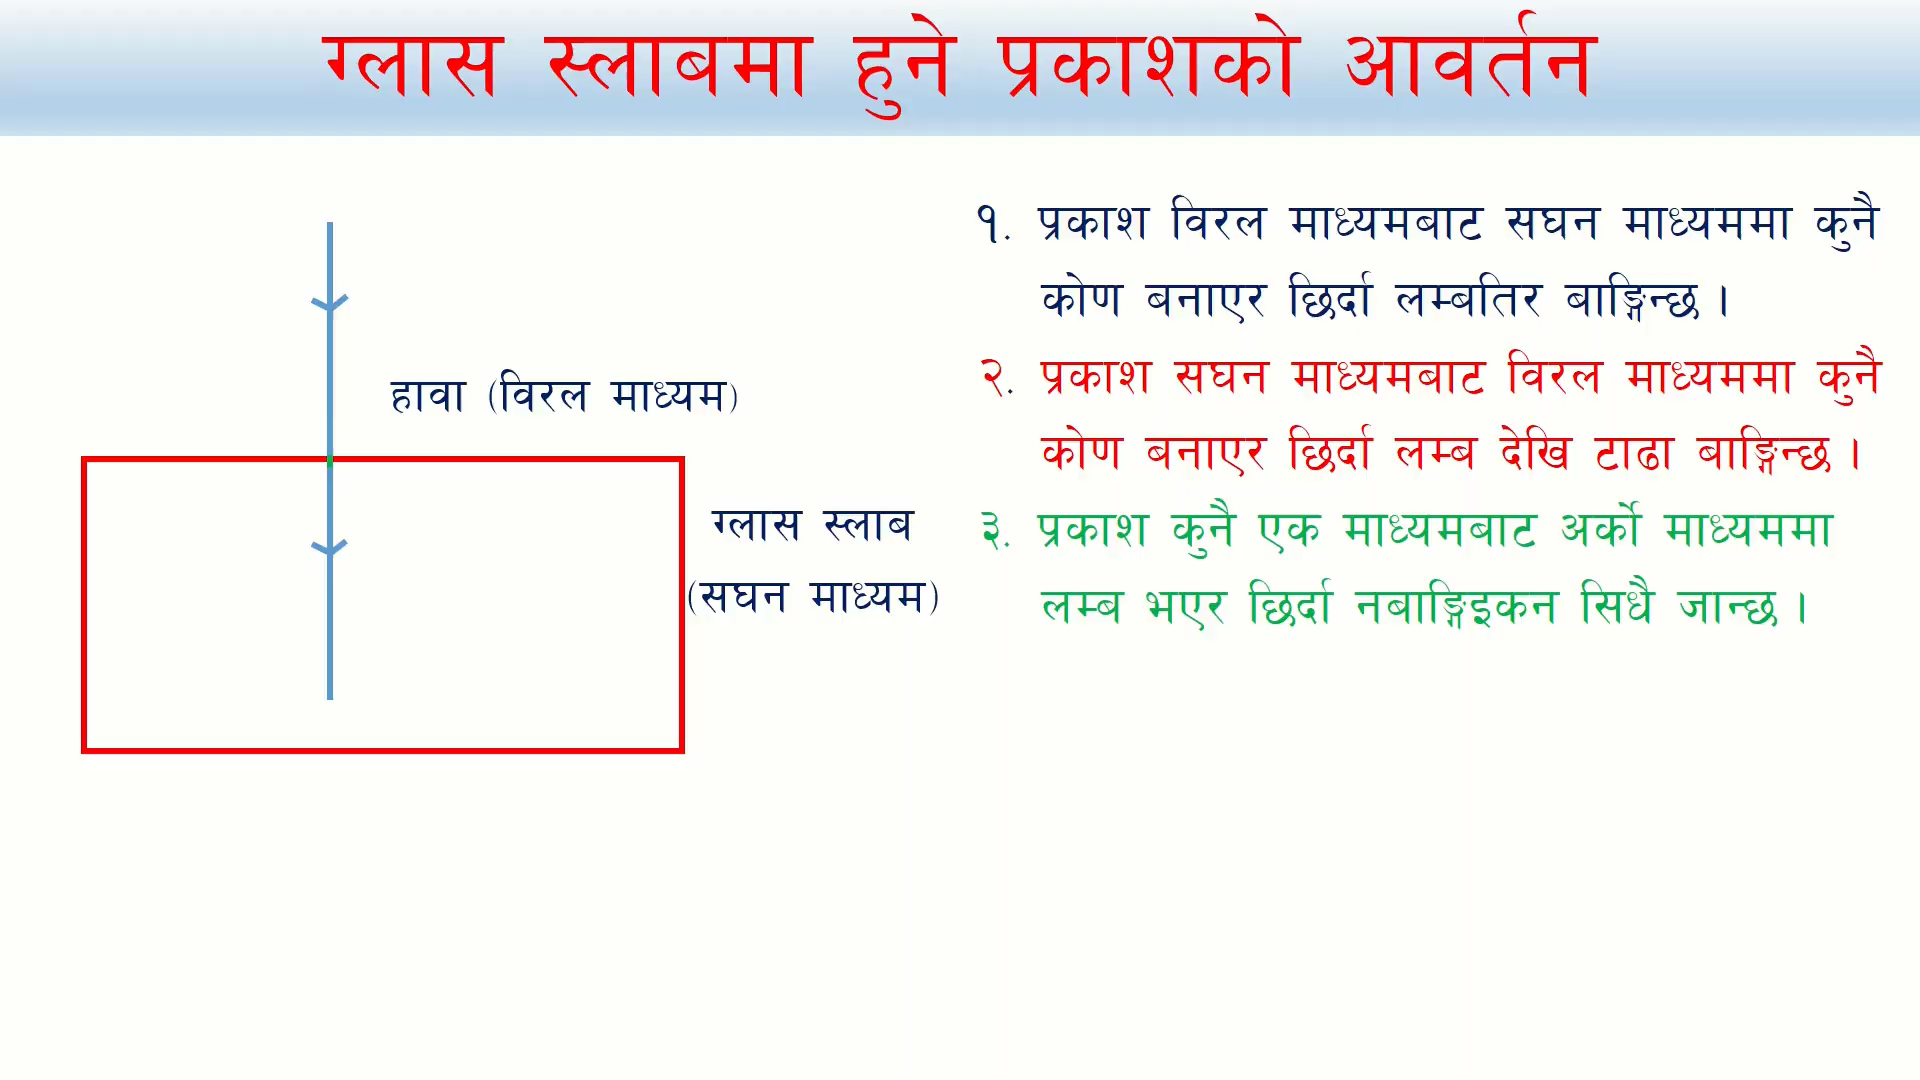 ग्लास स्लाबमा हुने प्रकाशको आवर्तन
१. प्रकाश विरल माध्यमबाट सघन माध्यममा कुनै
कोण बनाएर छिर्दा लम्बतिर बाङ्गिन्छ ।
२. प्रकाश सघन माध्यमबाट विरल माध्यममा कुनै
कोण बनाएर छिर्दा लम्ब देखि टाढा बाङ्गिन्छ ।
३. प्रकाश कुनै एक माध्यमबाट अर्को माध्यममा
लम्ब भएर छिर्दा नबाङ्गिइकन सिधै जान्छ ।
हावा (विरल माध्यम)
ग्लास स्लाब
(सघन माध्यम)